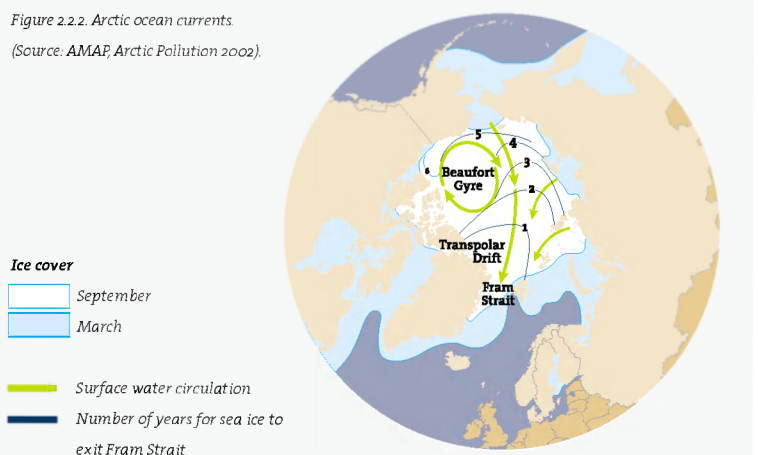 Figure 2.2.2. Arctic ocean currents.
(Source: AMAP, Arctic Pollution 2002).
5
4
3
6
Beaufort
Gyre
2
1
Transpolar
Drift
Fram
Strait
Ice cover
September
March
Surface water circulation
Number of years for sea ice to
exit Fram Strait